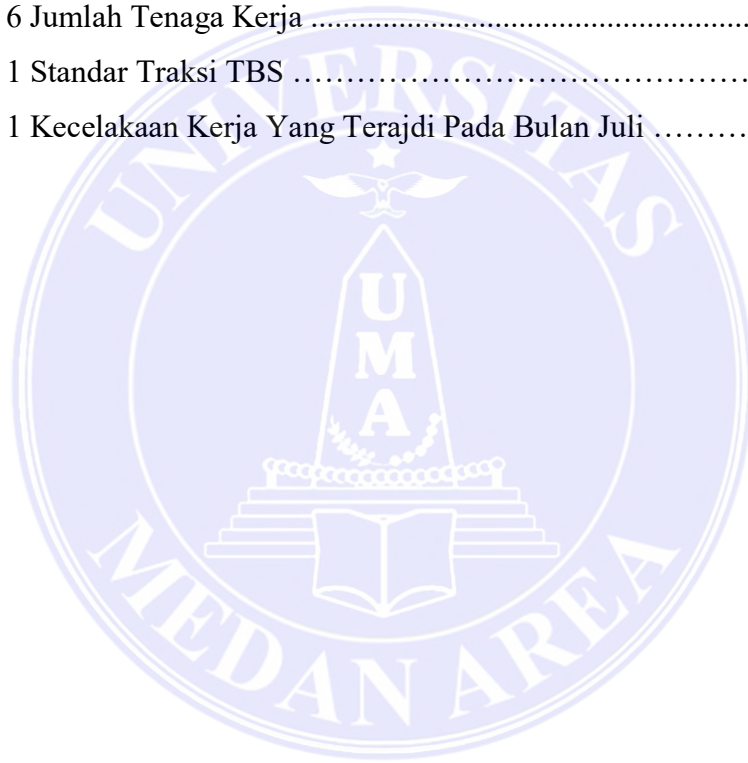 6 Jumlah Tenaga Kerja ........................................................
1 Standar Traksi TBS ……………………………………
1 Kecelakaan Kerja Yang Terajdi Pada Bulan Juli ………
UNIVERSITAS
UMA
MEDAN AREA